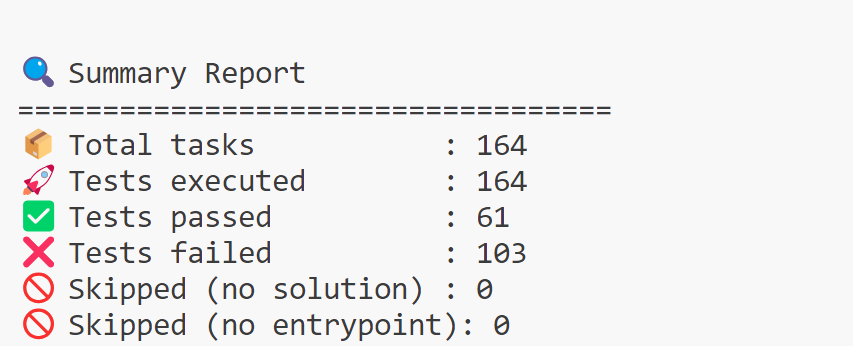 🔍 Summary Report
===================================
📦 Total tasks : 164
🚀 Tests executed : 164
✅ Tests passed : 61
❌ Tests failed : 103
🚫 Skipped (no solution) : 0
🚫 Skipped (no entrypoint): 0